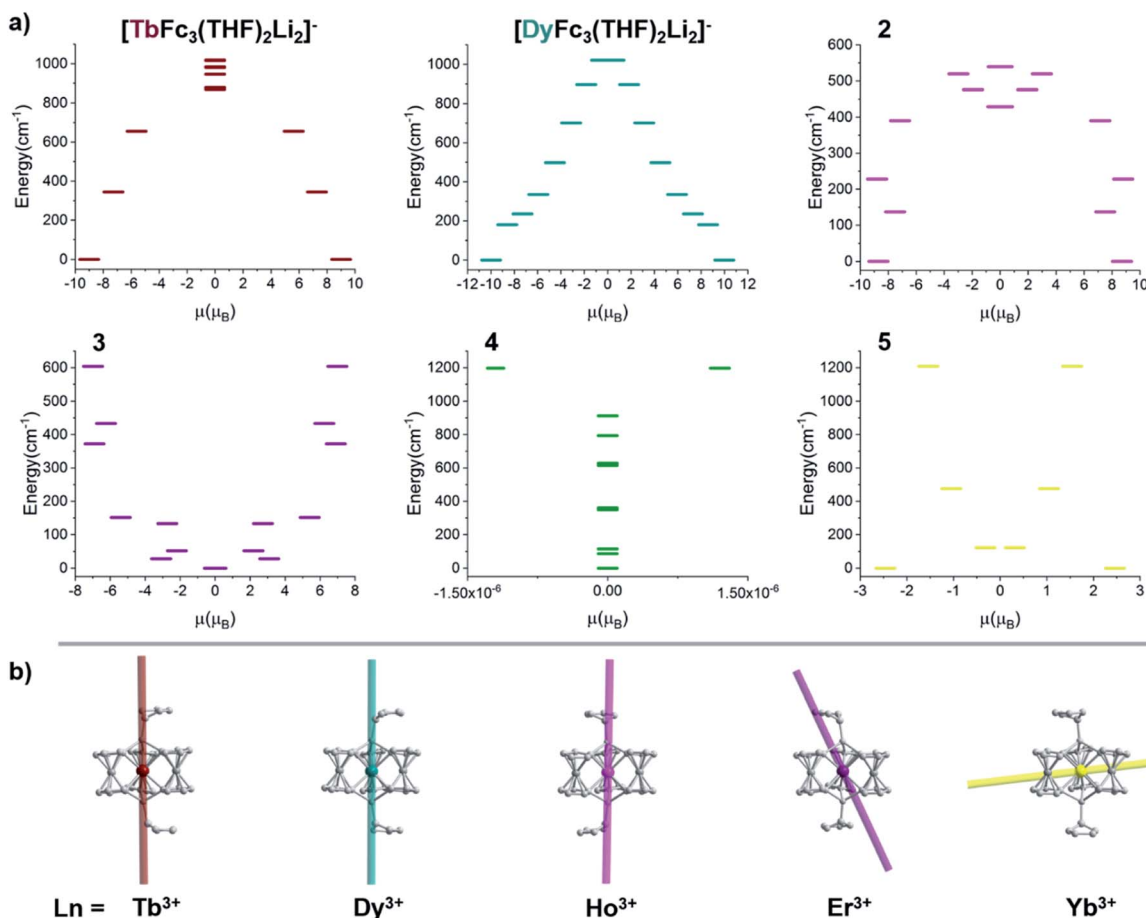 a)
[TbFc₃(THF)₂Li₂]⁻
Energy(cm⁻¹)
1000
800
600
400
200
0
-10 -8 -6 -4 -2 0 2 4 6 8 10
μ(μB)
[DyFc₃(THF)₂Li₂]⁻
Energy(cm⁻¹)
1000
800
600
400
200
0
-12 -10 -8 -6 -4 -2 0 2 4 6 8 10 12
μ(μB)
2
Energy(cm⁻¹)
600
500
400
300
200
100
0
-10 -8 -6 -4 -2 0 2 4 6 8 10
μ(μB)
3
Energy(cm⁻¹)
600
500
400
300
200
100
0
-8 -6 -4 -2 0 2 4 6 8
μ(μB)
4
Energy(cm⁻¹)
1200
1000
800
600
400
200
0
-1.50x10⁻⁶ 0.00 1.50x10⁻⁶
μ(μB)
5
Energy(cm⁻¹)
1200
1000
800
600
400
200
0
-3 -2 -1 0 1 2 3
μ(μB)
b)
Ln = Tb³⁺ Dy³⁺ Ho³⁺ Er³⁺ Yb³⁺